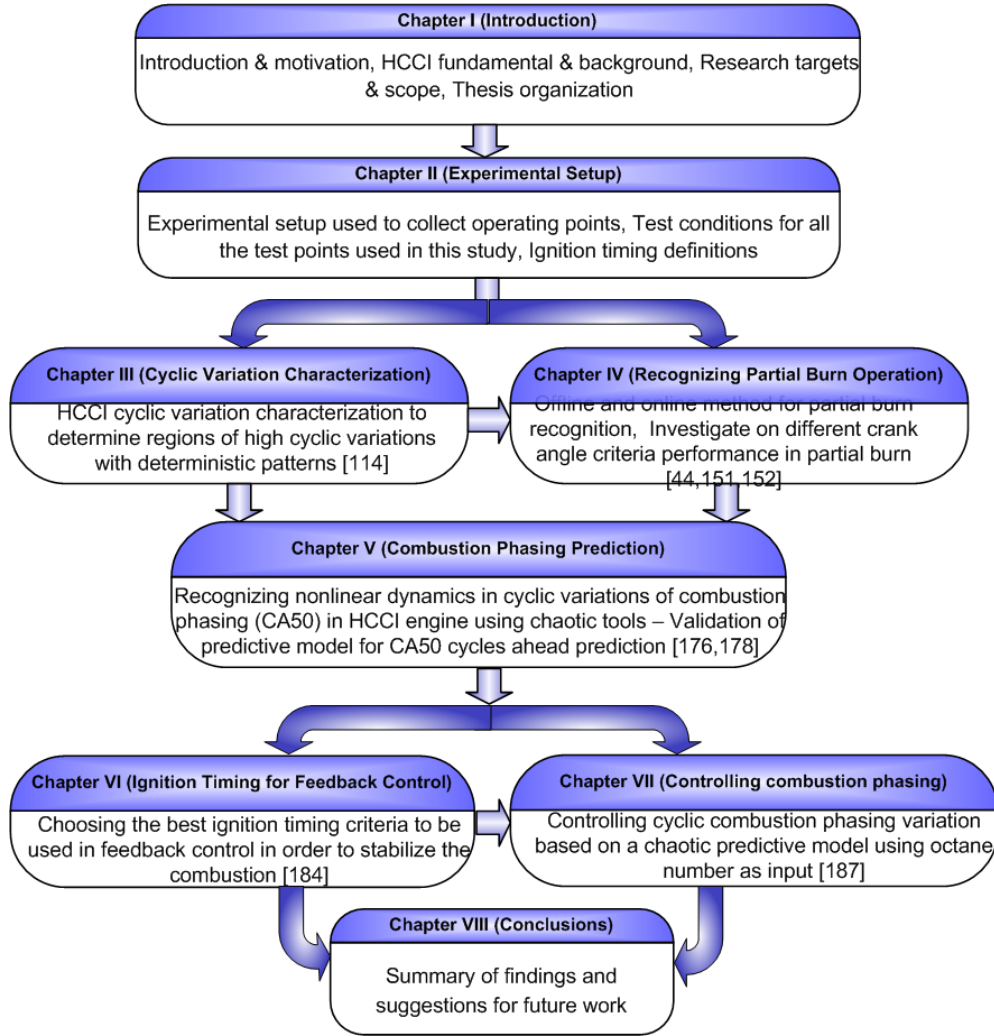 Chapter I (Introduction)
Introduction & motivation, HCCI fundamental & background, Research targets
& scope, Thesis organization
Chapter II (Experimental Setup)
Experimental setup used to collect operating points, Test conditions for all
the test points used in this study, Ignition timing definitions
Chapter III (Cyclic Variation Characterization)
HCCI cyclic variation characterization to
determine regions of high cyclic variations
with deterministic patterns [114]
Chapter IV (Recognizing Partial Burn Operation)
Offline and online method for partial burn
recognition, Investigate on different crank
angle criteria performance in partial burn
[44,151,152]
Chapter V (Combustion Phasing Prediction)
Recognizing nonlinear dynamics in cyclic variations of combustion
phasing (CA50) in HCCI engine using chaotic tools – Validation of
predictive model for CA50 cycles ahead prediction [176,178]
Chapter VI (Ignition Timing for Feedback Control)
Choosing the best ignition timing criteria to be
used in feedback control in order to stabilize the
combustion [184]
Chapter VII (Controlling combustion phasing)
Controlling cyclic combustion phasing variation
based on a chaotic predictive model using octane
number as input [187]
Chapter VIII (Conclusions)
Summary of findings and
suggestions for future work